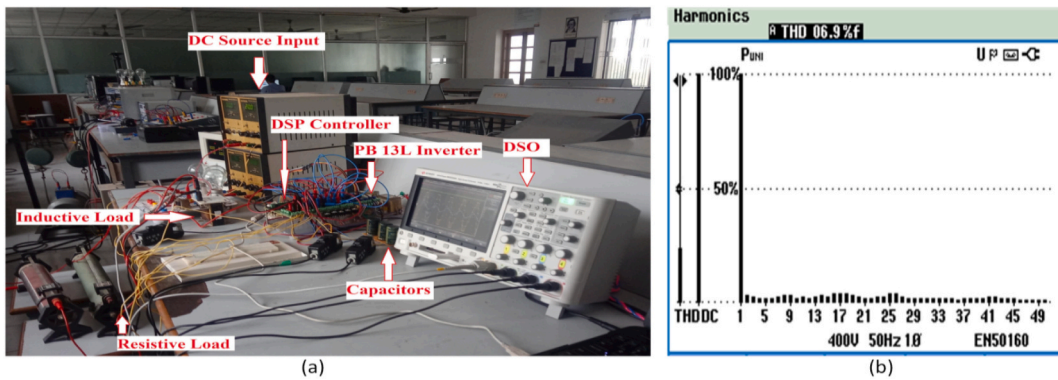 DC Source Input
DSP Controller
PB 13L Inverter
DSO
Inductive Load
Capacitors
Resistive Load
(a)
Harmonics
A THD 06.9%f
PUNI
U
100%
50%
THD DC 1 5 9 13 17 21 25 29 33 37 41 45 49
400V 50Hz 1Ø EN50160
(b)